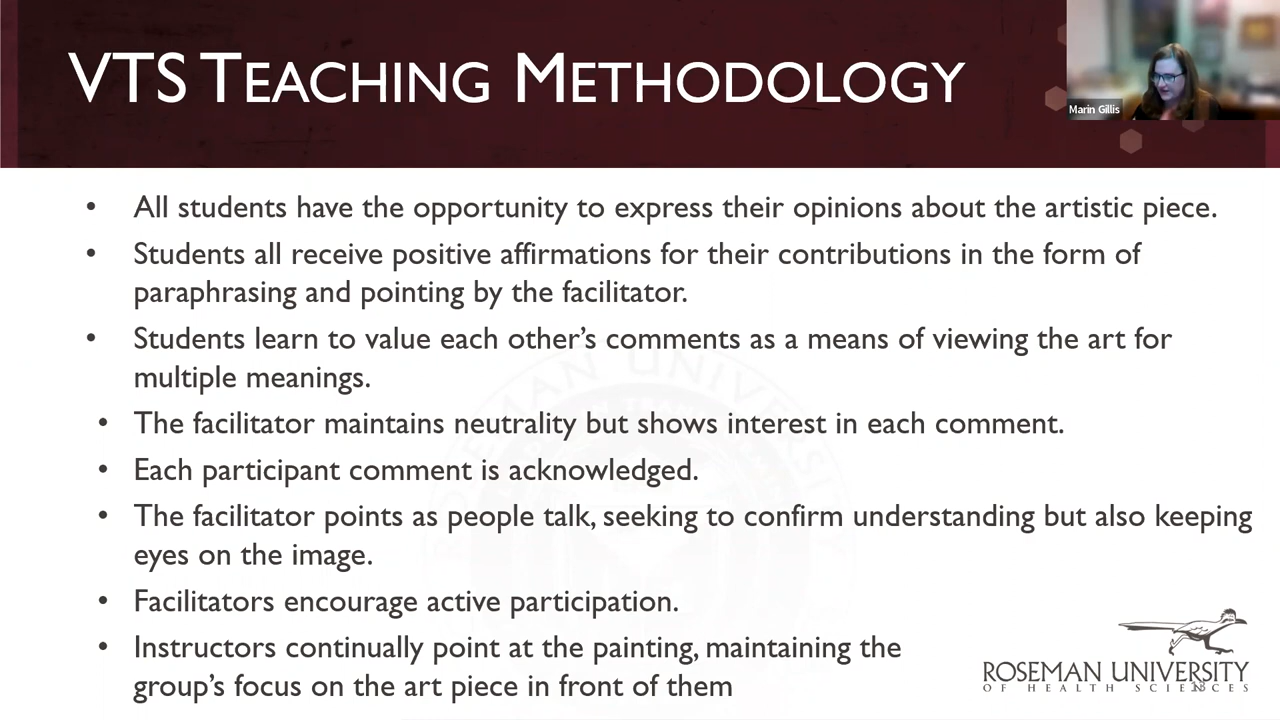 VTS TEACHING METHODOLOGY
Marin Gillis
• All students have the opportunity to express their opinions about the artistic piece.
• Students all receive positive affirmations for their contributions in the form of
paraphrasing and pointing by the facilitator.
• Students learn to value each other's comments as a means of viewing the art for
multiple meanings.
• The facilitator maintains neutrality but shows interest in each comment.
• Each participant comment is acknowledged.
• The facilitator points as people talk, seeking to confirm understanding but also keeping
eyes on the image.
• Facilitators encourage active participation.
• Instructors continually point at the painting, maintaining the
group's focus on the art piece in front of them
ROSEMAN UNIVERSITY
OF HEALTH SCIENCES